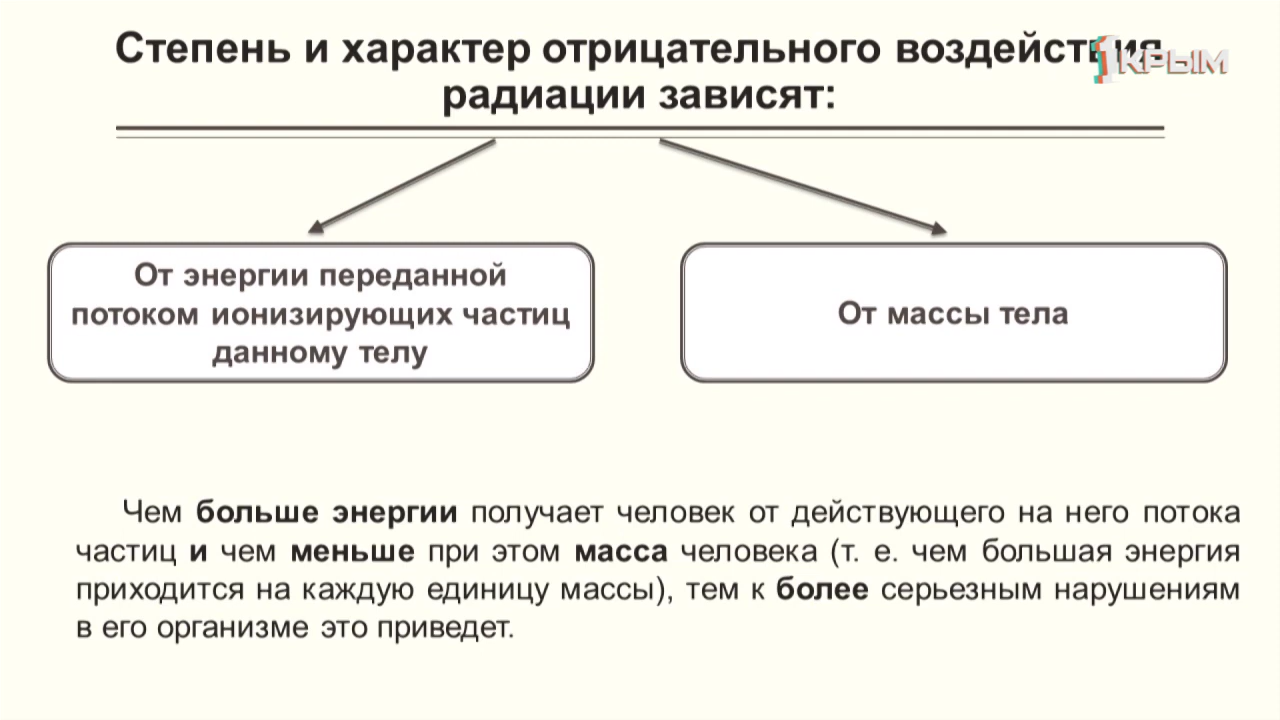 Степень и характер отрицательного воздействия
радиации зависят:
1КРЫМ
От энергии переданной
потоком ионизирующих частиц
данному телу
От массы тела
Чем больше энергии получает человек от действующего на него потока
частиц и чем меньше при этом масса человека (т. е. чем большая энергия
приходится на каждую единицу массы), тем к более серьезным нарушениям
в его организме это приведет.